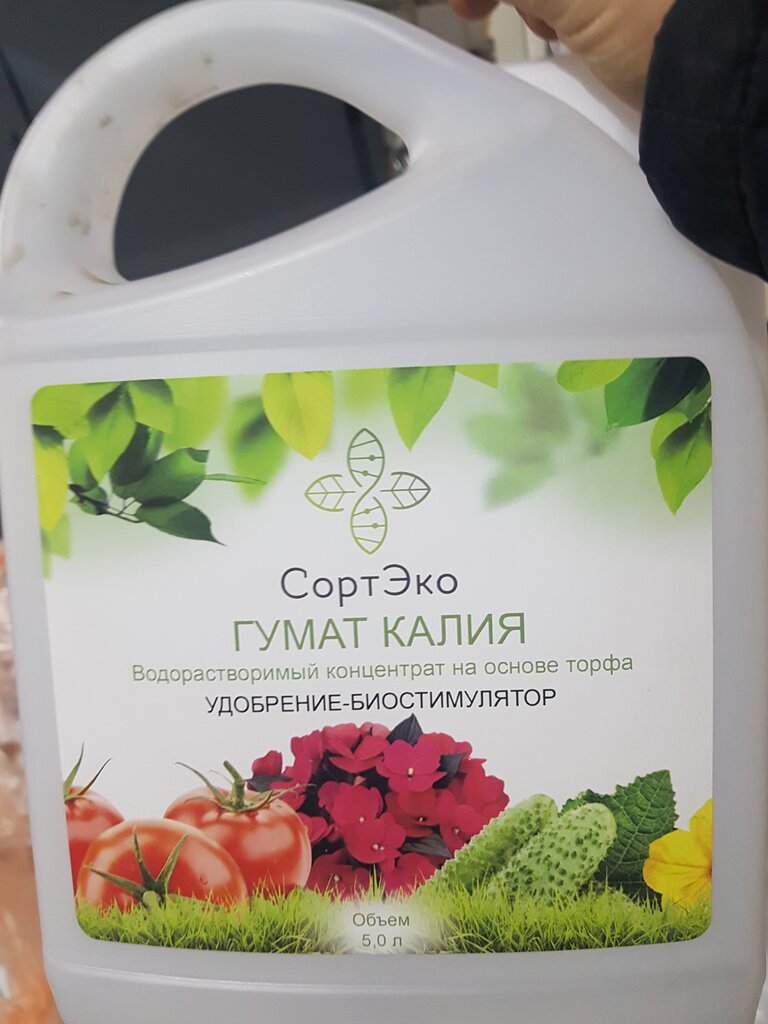 СортЭко
ГУМАТ КАЛИЯ
Водорастворимый концентрат на основе торфа
УДОБРЕНИЕ-БИОСТИМУЛЯТОР
Объем
5,0 л